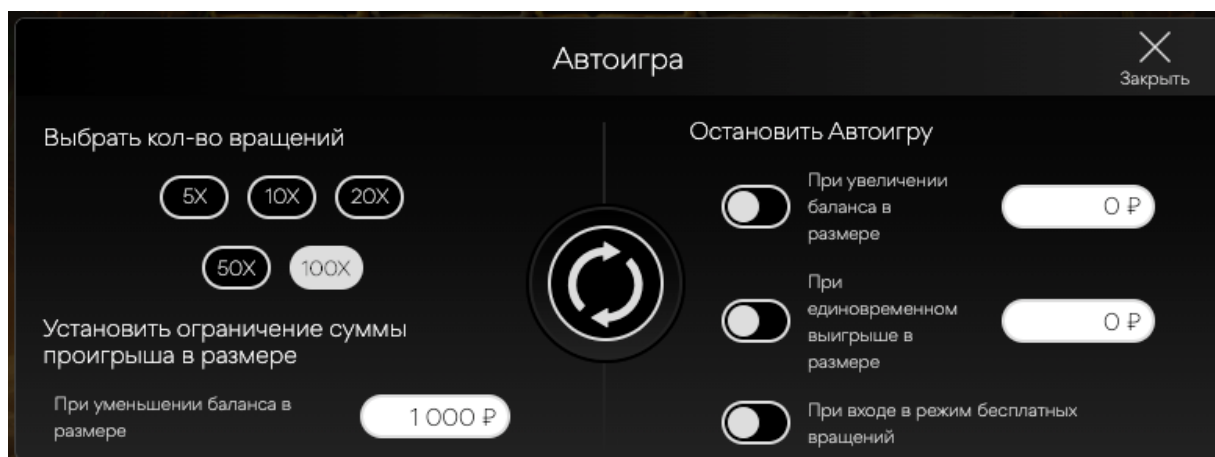 Автоигра
Закрыть
Выбрать кол-во вращений
5X 10X 20X
50X 100X
Установить ограничение суммы
проигрыша в размере
При уменьшении баланса в
размере
1 000 ₽
Остановить Автоигру
При увеличении
баланса в
размере
0 ₽
При
единовременном
выигрыше в
размере
0 ₽
При входе в режим бесплатных
вращений